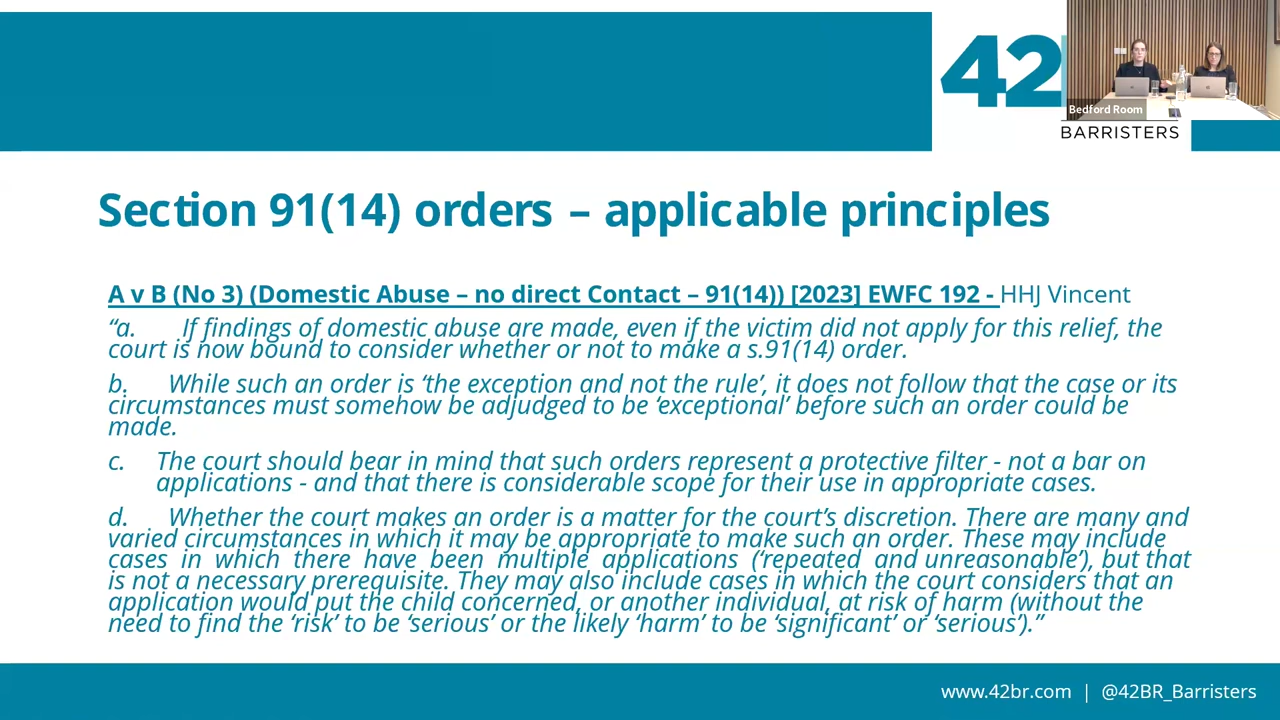 42
Bedford Room
BARRISTERS
Section 91(14) orders – applicable principles
A v B (No 3) (Domestic Abuse – no direct Contact – 91(14)) [2023] EWFC 192 - HHJ Vincent
“a. If findings of domestic abuse are made, even if the victim did not apply for this relief, the
court is now bound to consider whether or not to make a s.91(14) order.
b. While such an order is ‘the exception and not the rule’, it does not follow that the case or its
circumstances must somehow be adjudged to be ‘exceptional’ before such an order could be
made.
c. The court should bear in mind that such orders represent a protective filter - not a bar on
applications - and that there is considerable scope for their use in appropriate cases.
d. Whether the court makes an order is a matter for the court’s discretion. There are many and
varied circumstances in which it may be appropriate to make such an order. These may include
cases in which there have been multiple applications (‘repeated and unreasonable’), but that
is not a necessary prerequisite. They may also include cases in which the court considers that an
application would put the child concerned, or another individual, at risk of harm (without the
need to find the ‘risk’ to be ‘serious’ or the likely ‘harm’ to be ‘significant’ or ‘serious’).”
www.42br.com | @42BR_Barristers